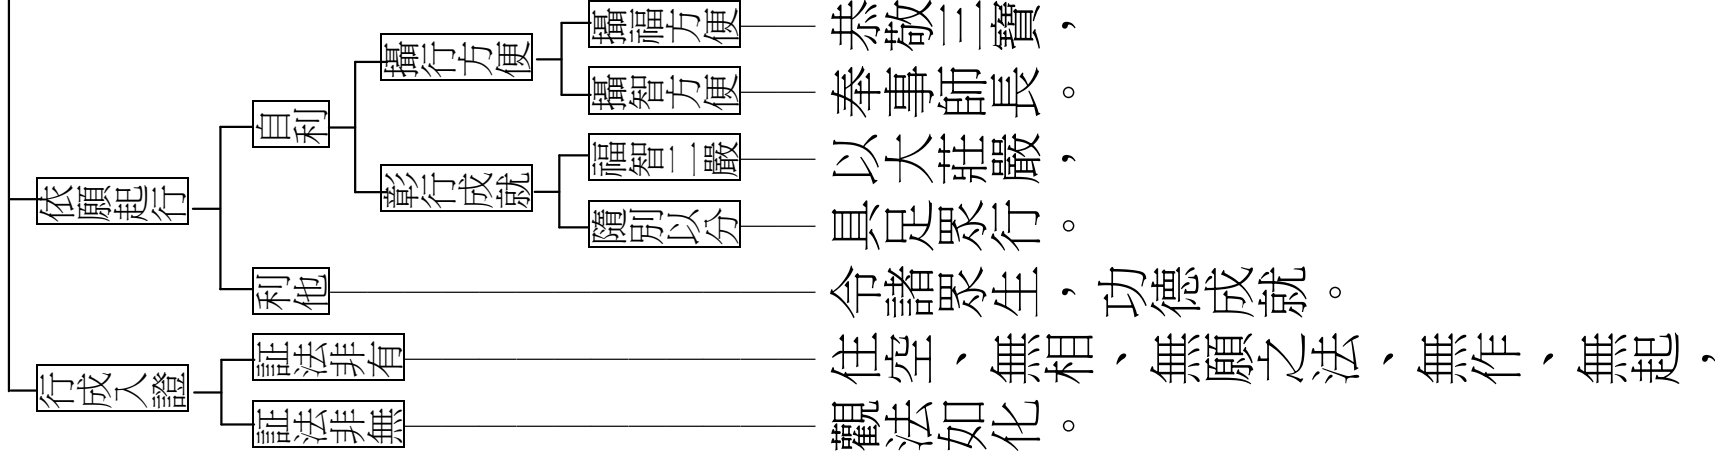 依願起行
自利
攝行方便
攝福方便
恭敬三寶，
攝智方便
奉事師長。
彰行成就
福智二嚴
以大莊嚴，
隨別以分
具足眾行。
利他
令諸眾生，功德成就。
行成入證
証法非有
住空、無相、無願之法、無作、無起，
証法非無
觀法如化。